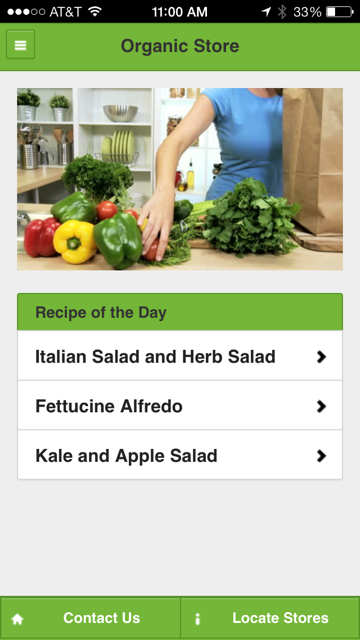 AT&T 11:00 AM 33%
Organic Store
Recipe of the Day
Italian Salad and Herb Salad
Fettucine Alfredo
Kale and Apple Salad
Contact Us Locate Stores